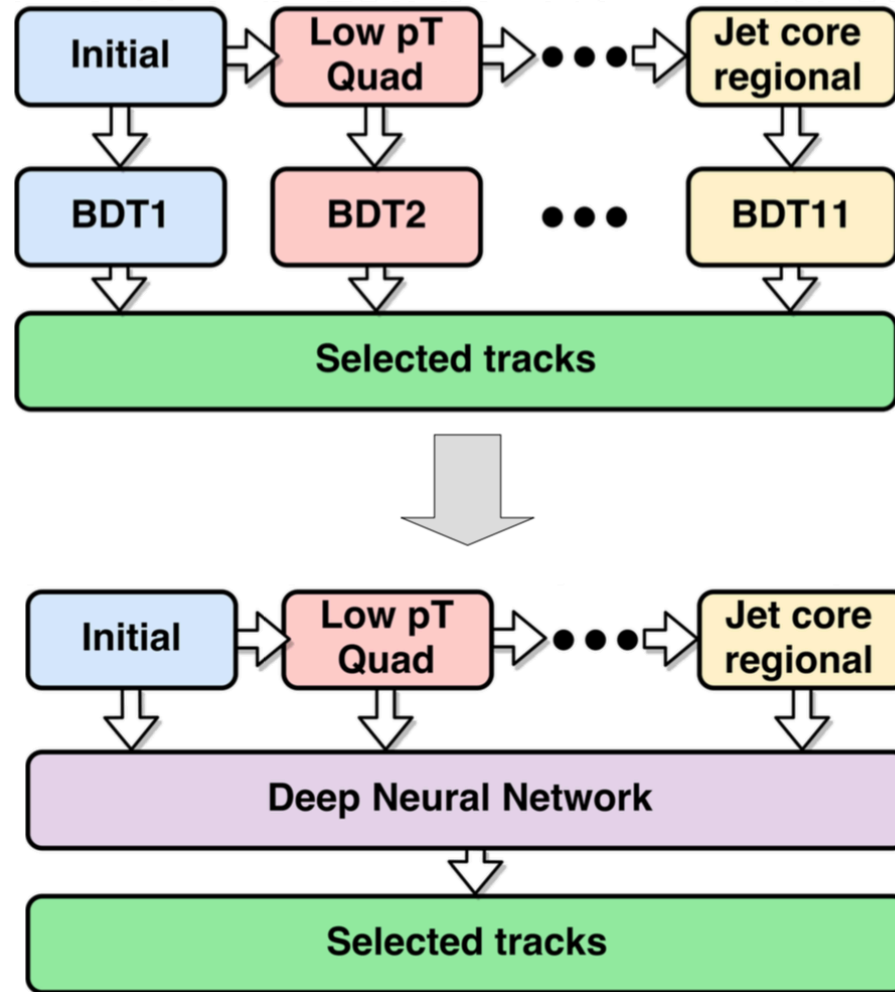 Initial
Low pT
Quad
Jet core
regional
BDT1
BDT2
BDT11
Selected tracks
Initial
Low pT
Quad
Jet core
regional
Deep Neural Network
Selected tracks